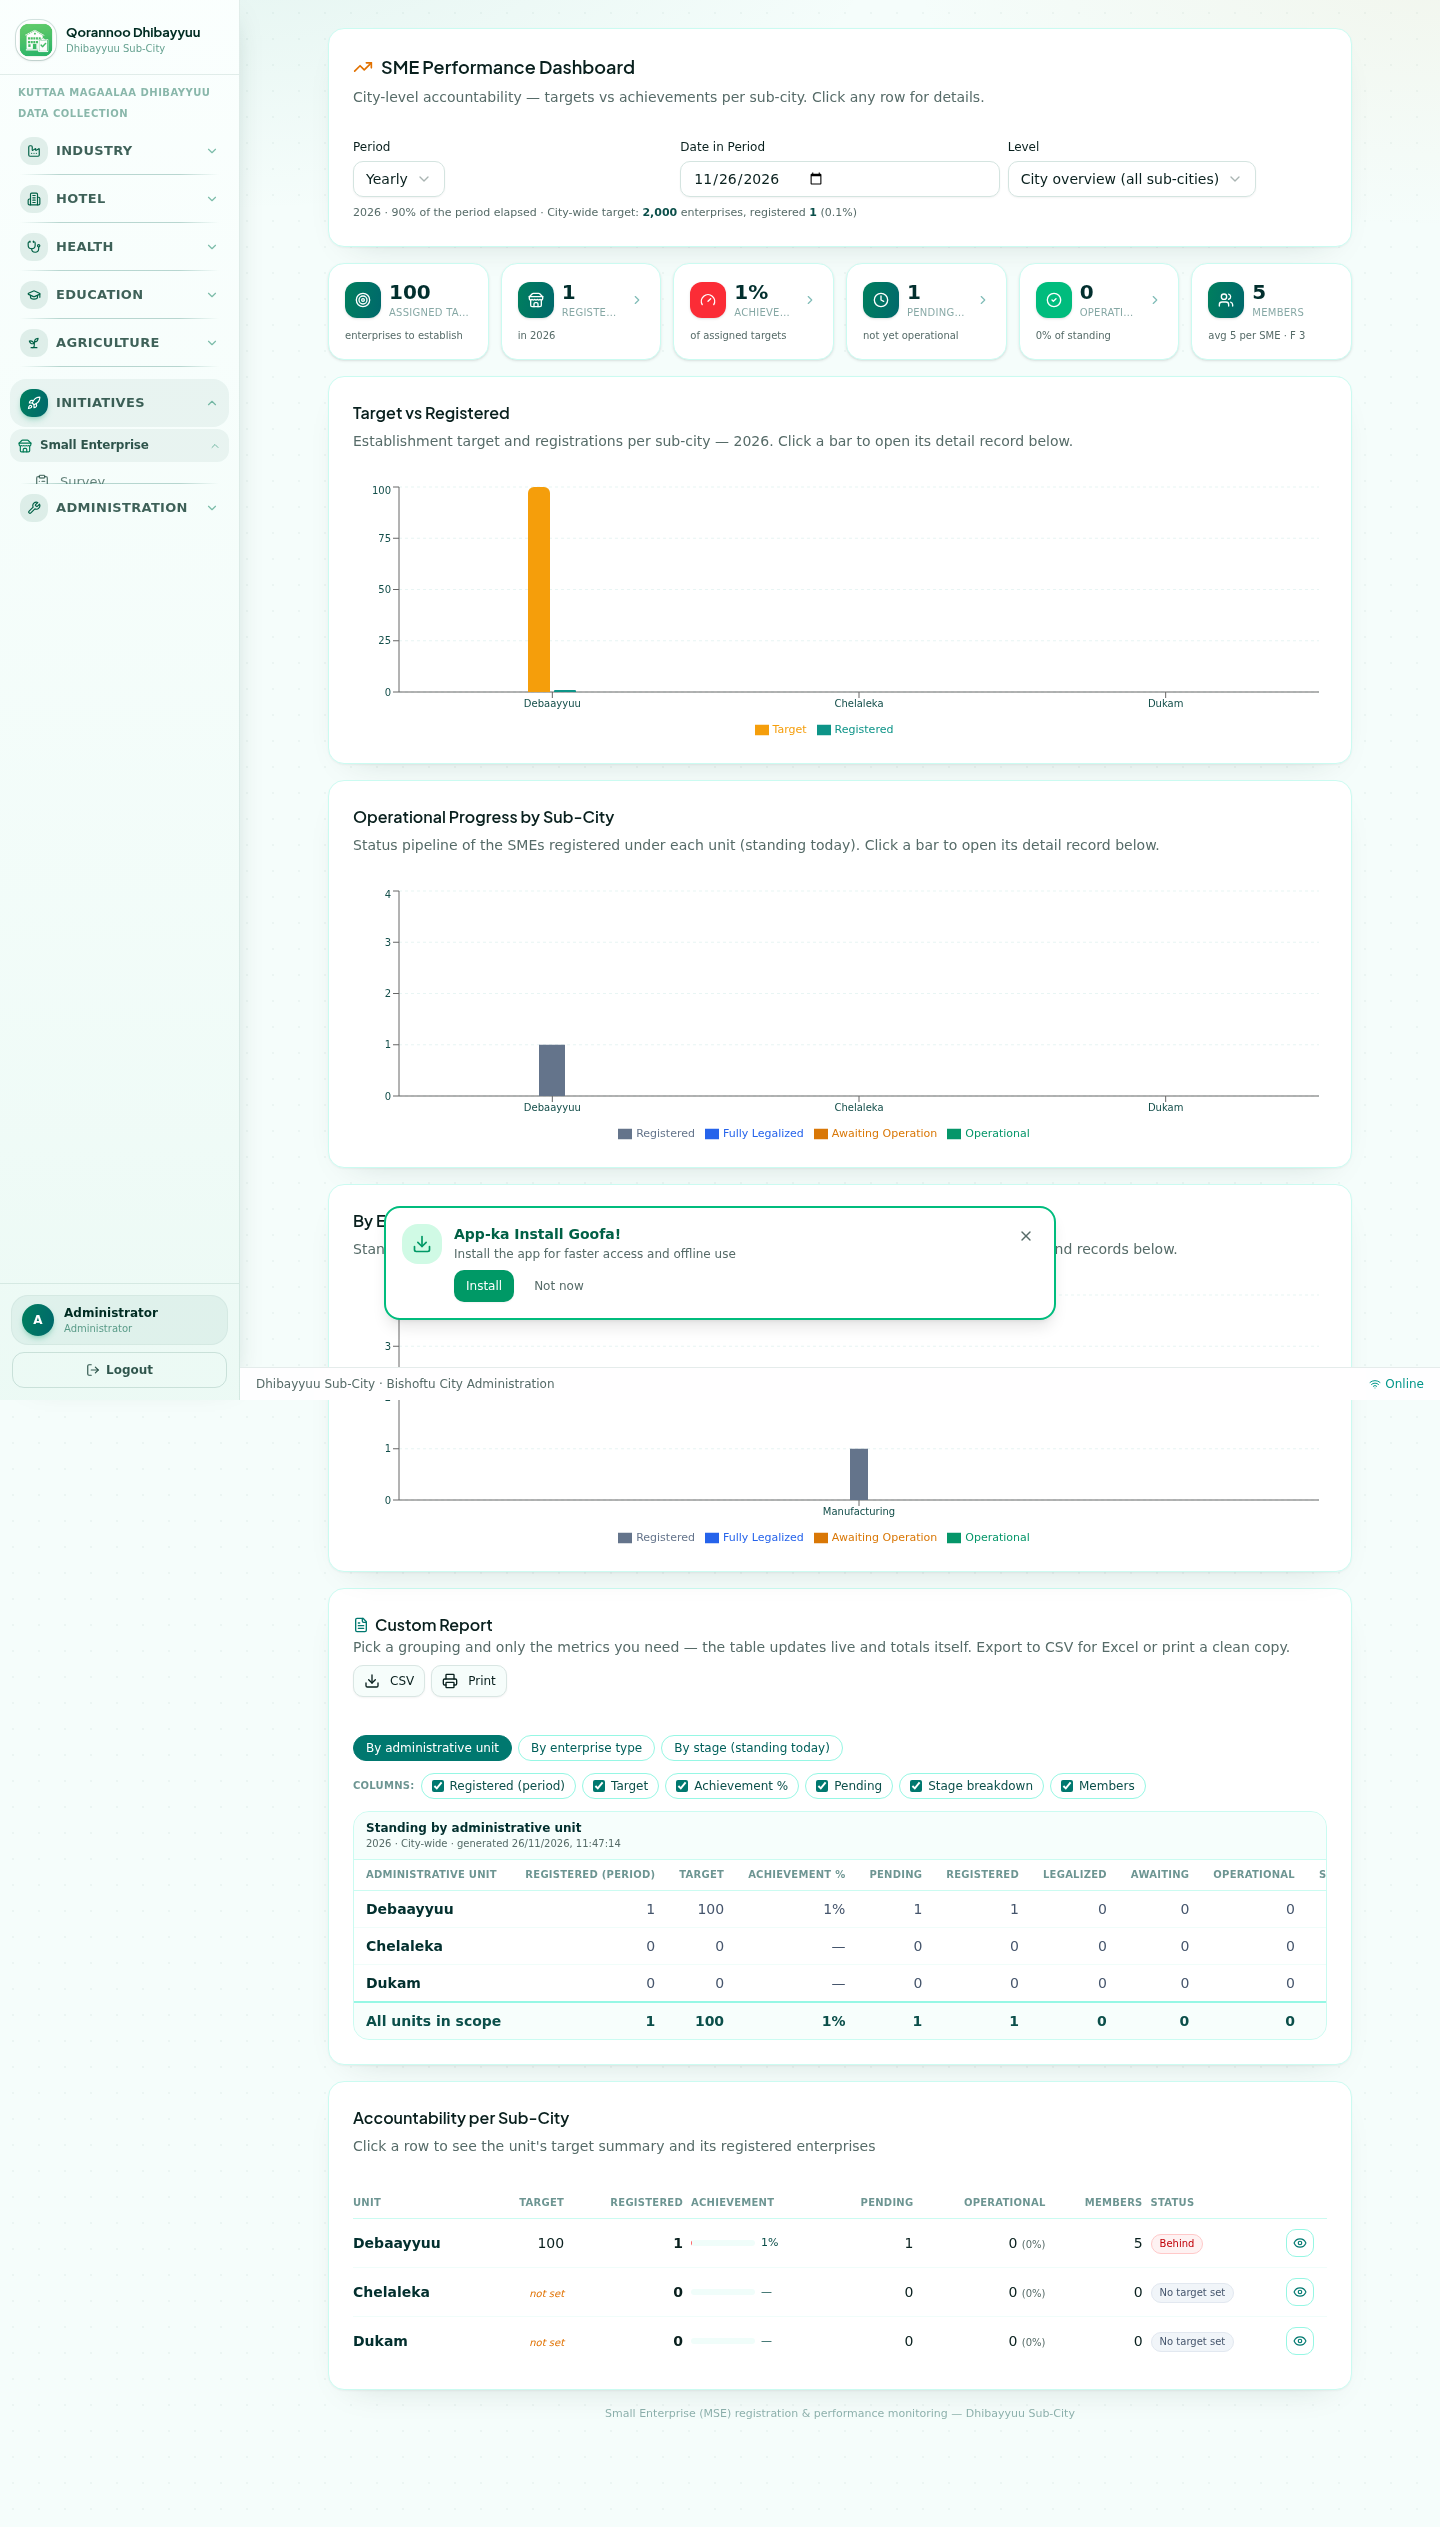 Qorannoo Dhibayyuu
Dhibayyuu Sub-City
KUTTAA MAGAALAA DHIBAYYUU
DATA COLLECTION
INDUSTRY
HOTEL
HEALTH
EDUCATION
AGRICULTURE
INITIATIVES
Small Enterprise
Survey
ADMINISTRATION
A
Administrator
Administrator
Logout
SME Performance Dashboard
City-level accountability — targets vs achievements per sub-city. Click any row for details.
Period
Date in Period
Level
Yearly
11/26/2026
City overview (all sub-cities)
2026 · 90% of the period elapsed · City-wide target: 2,000 enterprises, registered 1 (0.1%)
100
ASSIGNED TA...
enterprises to establish
1
REGISTE...
in 2026
1%
ACHIEVE...
of assigned targets
1
PENDING...
not yet operational
0
OPERATI...
0% of standing
5
MEMBERS
avg 5 per SME · F 3
Target vs Registered
Establishment target and registrations per sub-city — 2026. Click a bar to open its detail record below.
100
75
50
25
0
Debaayyuu Chelaleka Dukam
Target Registered
Operational Progress by Sub-City
Status pipeline of the SMEs registered under each unit (standing today). Click a bar to open its detail record below.
4
3
2
1
0
Debaayyuu Chelaleka Dukam
Registered Fully Legalized Awaiting Operation Operational
By E
Stan nd records below.
App-ka Install Goofa!
Install the app for faster access and offline use
Install Not now
3
Dhibayyuu Sub-City · Bishoftu City Administration
Online
1
0
Manufacturing
Registered Fully Legalized Awaiting Operation Operational
Custom Report
Pick a grouping and only the metrics you need — the table updates live and totals itself. Export to CSV for Excel or print a clean copy.
CSV Print
By administrative unit By enterprise type By stage (standing today)
COLUMNS: Registered (period) Target Achievement % Pending Stage breakdown Members
Standing by administrative unit
2026 · City-wide · generated 26/11/2026, 11:47:14
ADMINISTRATIVE UNIT REGISTERED (PERIOD) TARGET ACHIEVEMENT % PENDING REGISTERED LEGALIZED AWAITING OPERATIONAL S
Debaayyuu 1 100 1% 1 1 0 0 0
Chelaleka 0 0 — 0 0 0 0 0
Dukam 0 0 — 0 0 0 0 0
All units in scope 1 100 1% 1 1 0 0 0
Accountability per Sub-City
Click a row to see the unit's target summary and its registered enterprises
UNIT TARGET REGISTERED ACHIEVEMENT PENDING OPERATIONAL MEMBERS STATUS
Debaayyuu 100 1 1% 1 0 (0%) 5 Behind
Chelaleka not set 0 — 0 0 (0%) 0 No target set
Dukam not set 0 — 0 0 (0%) 0 No target set
Small Enterprise (MSE) registration & performance monitoring — Dhibayyuu Sub-City